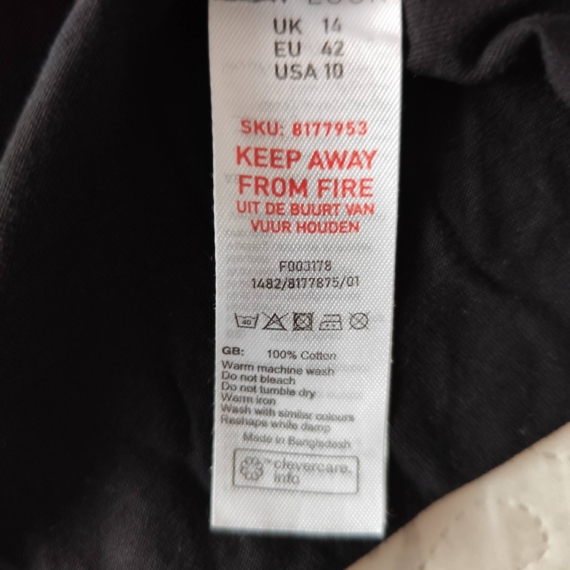 LOOK
UK 14
EU 42
USA 10
SKU: 8177953
KEEP AWAY
FROM FIRE
UIT DE BUURT VAN
VUUR HOUDEN
F003178
1482/8177875/01
40
GB: 100% Cotton
Warm machine wash
Do not bleach
Do not tumble dry
Warm iron
Wash with similar colours
Reshape while damp
Made in Bangladesh
clevercare.
info